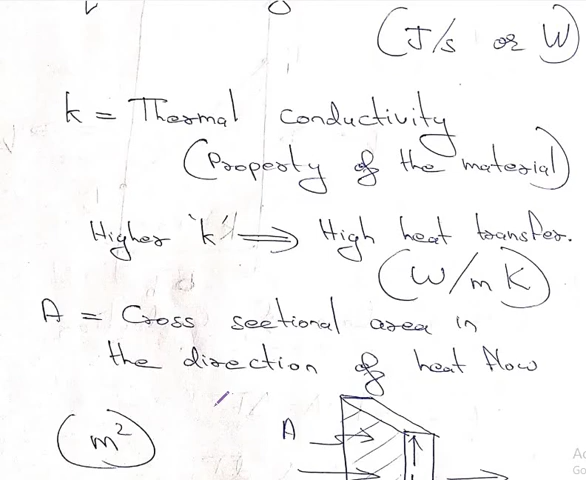 (J/s or W)
k = Thermal conductivity
(Property of the material)
Higher 'k' ⟹ High heat transfer.
(W/m K)
A = Cross sectional area in
the direction of heat flow
(m²)
A